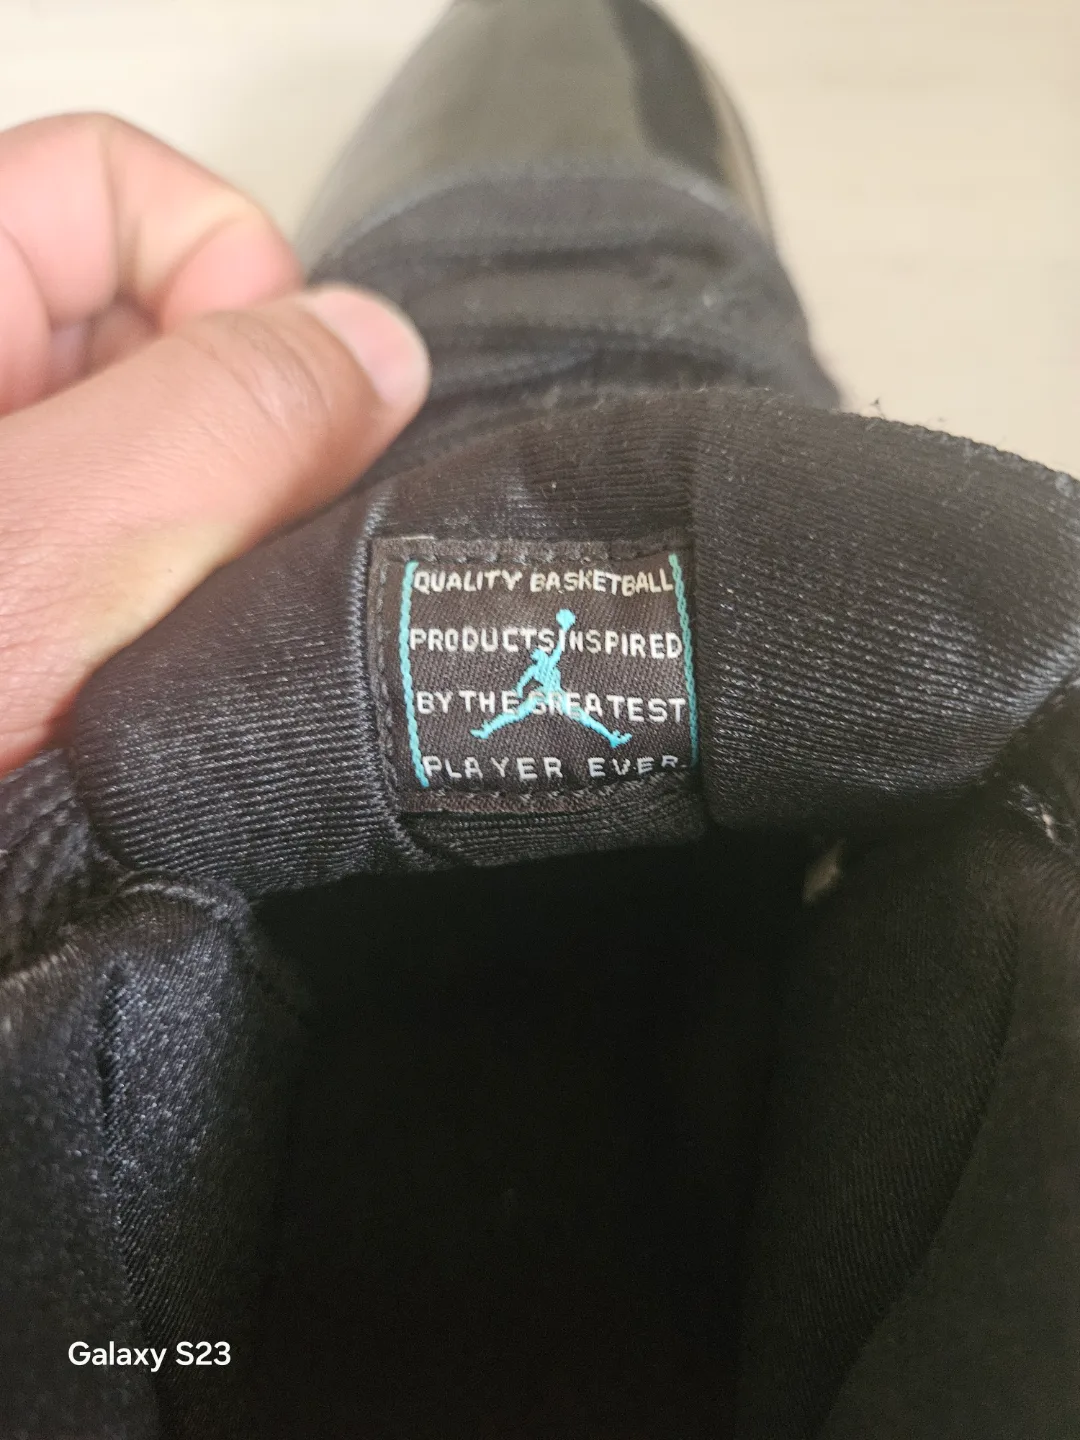 QUALITY BASKETBALL
PRODUCTS INSPIRED
BY THE GREATEST
PLAYER EVER.
Galaxy S23